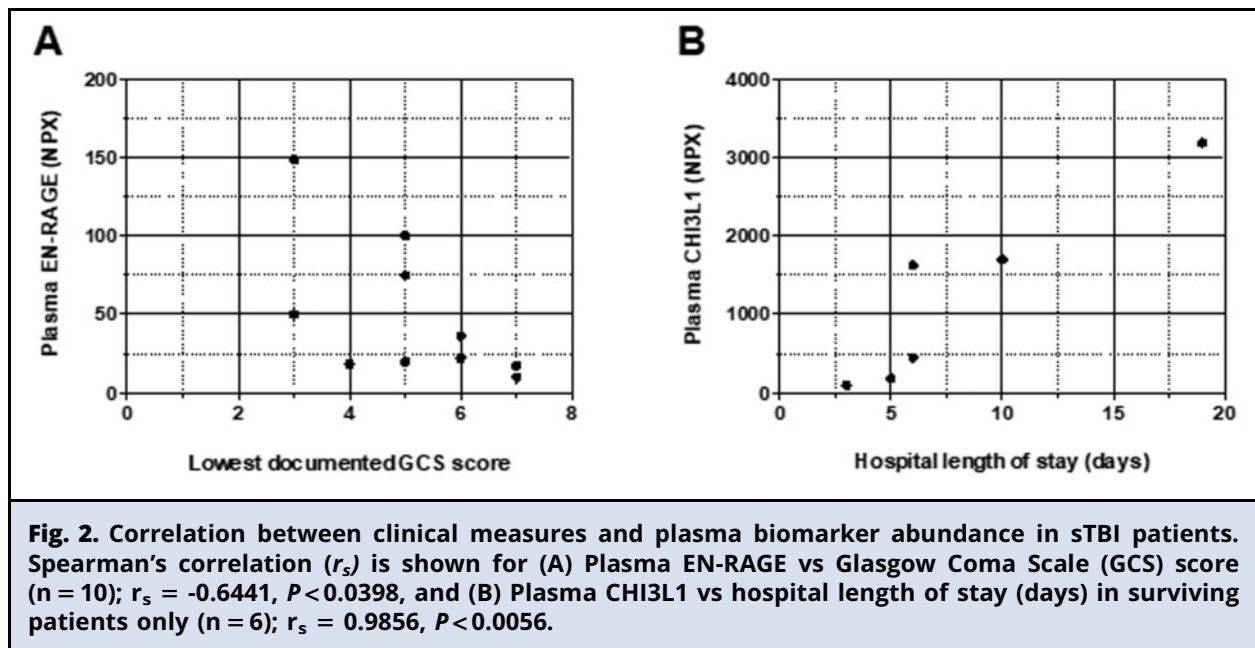 A
B
Plasma EN-RAGE (NPX)
200
150
100
50
0
0 2 4 6 8
Lowest documented GCS score
Plasma CHI3L1 (NPX)
4000
3000
2000
1000
0
0 5 10 15 20
Hospital length of stay (days)
Fig. 2. Correlation between clinical measures and plasma biomarker abundance in sTBI patients.
Spearman’s correlation (rs) is shown for (A) Plasma EN-RAGE vs Glasgow Coma Scale (GCS) score
(n = 10); rs = -0.6441, P<0.0398, and (B) Plasma CHI3L1 vs hospital length of stay (days) in surviving
patients only (n = 6); rs = 0.9856, P<0.0056.